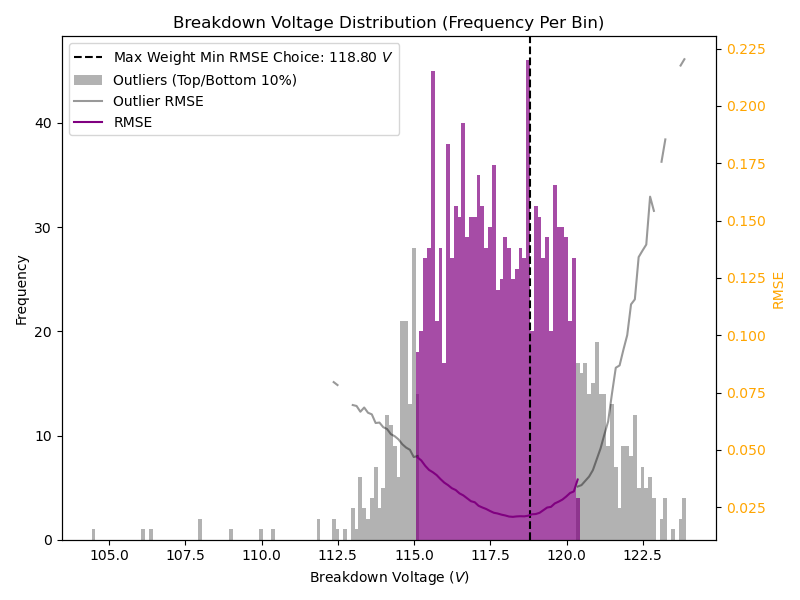 Breakdown Voltage Distribution (Frequency Per Bin)
Max Weight Min RMSE Choice: 118.80 V
Outliers (Top/Bottom 10%)
Outlier RMSE
RMSE
Frequency
0
10
20
30
40
0.225
0.200
0.175
0.150
0.125
0.100
0.075
0.050
0.025
RMSE
105.0 107.5 110.0 112.5 115.0 117.5 120.0 122.5
Breakdown Voltage (V)